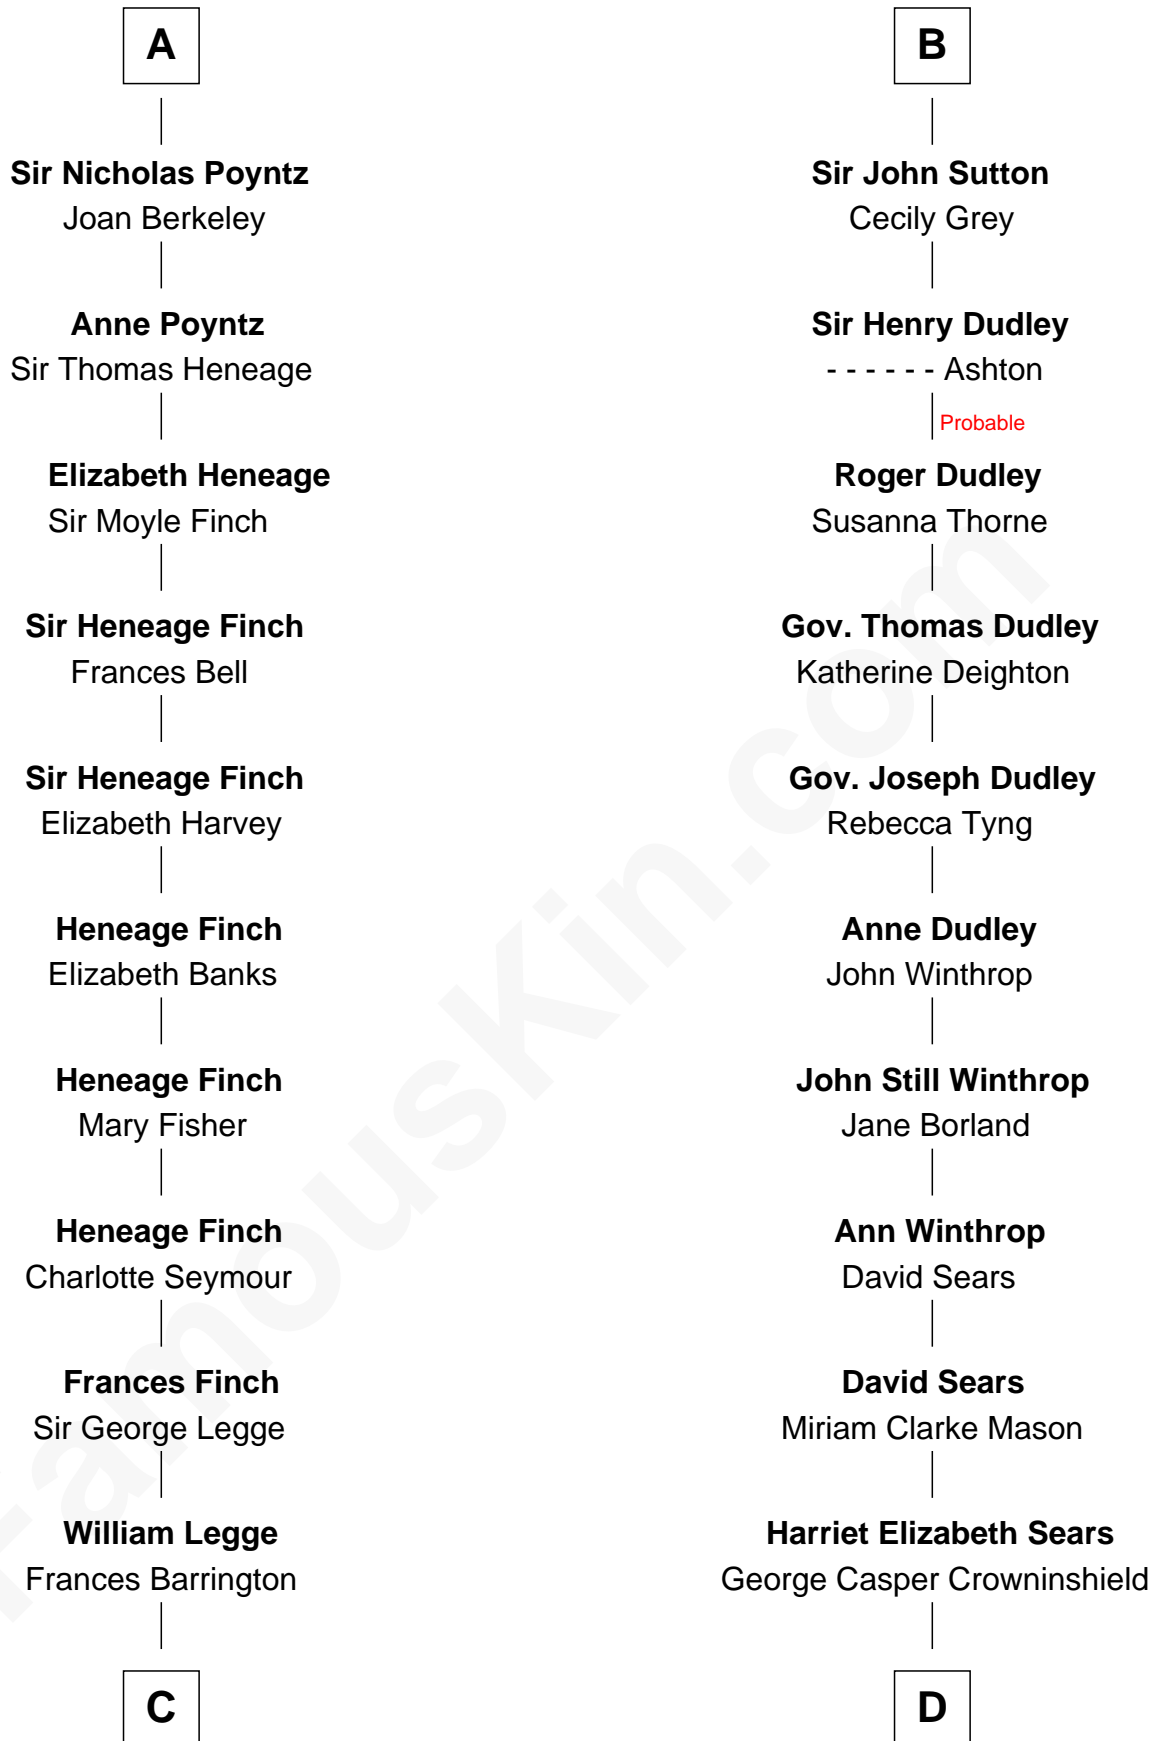 A
Sir Nicholas Poyntz
Joan Berkeley
Anne Poyntz
Sir Thomas Heneage
Elizabeth Heneage
Sir Moyle Finch
Sir Heneage Finch
Frances Bell
Sir Heneage Finch
Elizabeth Harvey
Heneage Finch
Elizabeth Banks
Heneage Finch
Mary Fisher
Heneage Finch
Charlotte Seymour
Frances Finch
Sir George Legge
William Legge
Frances Barrington
C
B
Sir John Sutton
Cecily Grey
Sir Henry Dudley
- - - - - - Ashton
Probable
Roger Dudley
Susanna Thorne
Gov. Thomas Dudley
Katherine Deighton
Gov. Joseph Dudley
Rebecca Tyng
Anne Dudley
John Winthrop
John Still Winthrop
Jane Borland
Ann Winthrop
David Sears
David Sears
Miriam Clarke Mason
Harriet Elizabeth Sears
George Casper Crowninshield
D
FamousKin.com